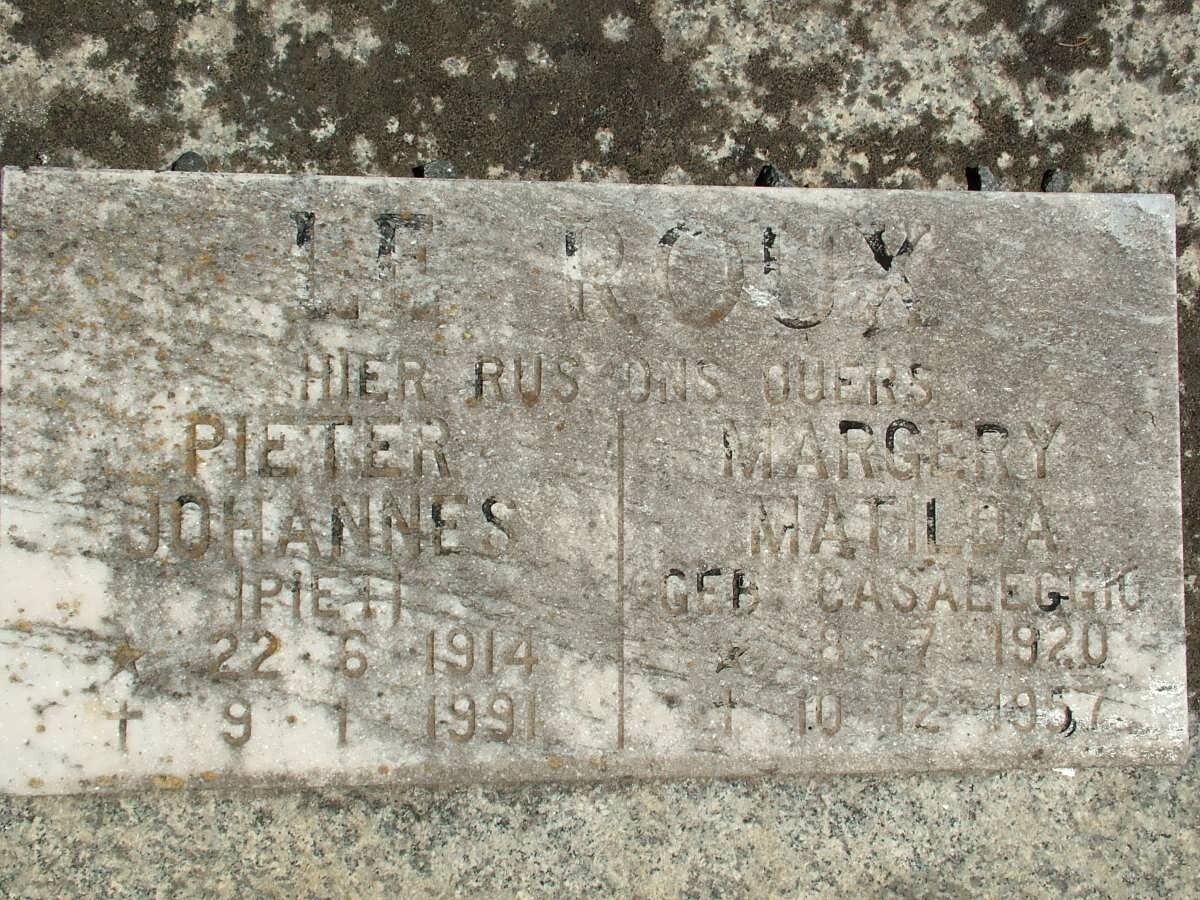 LE ROUX
HIER RUS ONS OUERS
PIETER
JOHANNES
(PIET)
★ 22 · 6 1914
✝ 9 · 1 1991
MARGERY
MATILDA
GEB CASALEGGIO
★ 8 7 1920
✝ 10 12 1957